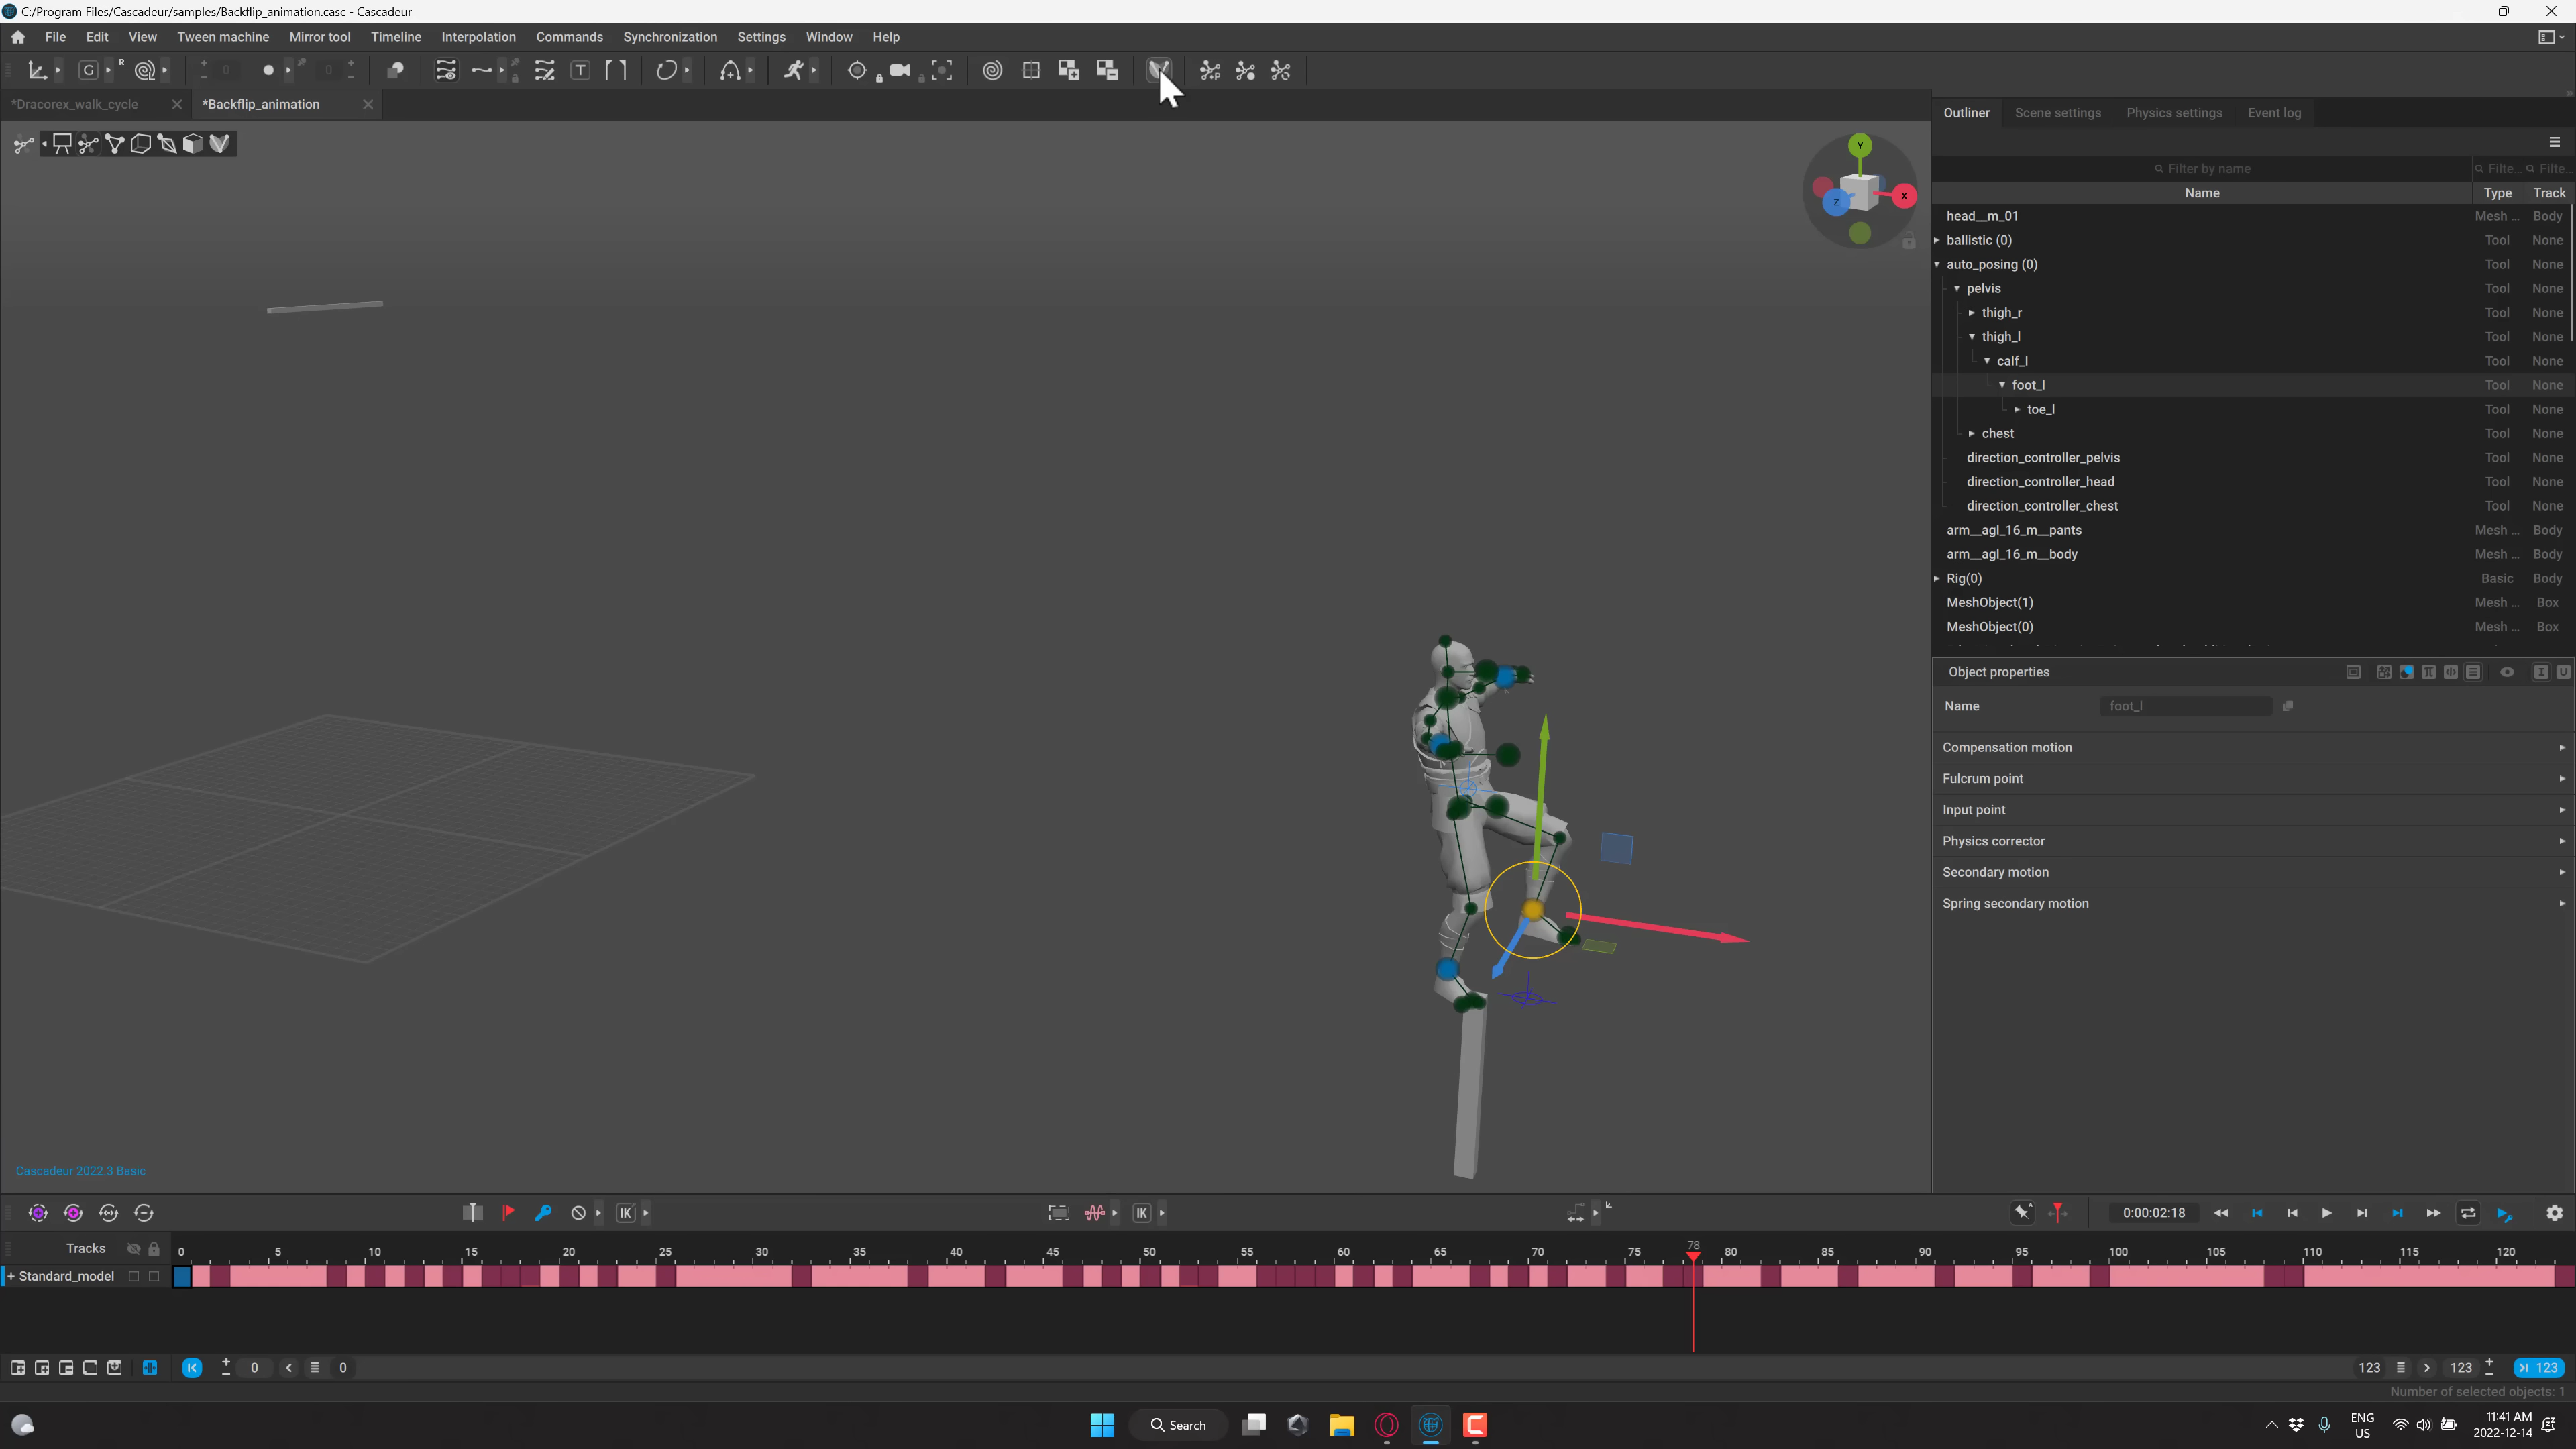 C:/Program Files/Cascadeur/samples/Backflip_animation.casc - Cascadeur
File Edit View Tween machine Mirror tool Timeline Interpolation Commands Synchronization Settings Window Help
G R 0 0 T P
*Dracorex_walk_cycle *Backflip_animation
Outliner Scene settings Physics settings Event log
Filter by name Filte... Filte...
Name Type Track
head__m_01 Mesh ... Body
ballistic (0) Tool None
auto_posing (0) Tool None
pelvis Tool None
thigh_r Tool None
thigh_l Tool None
calf_l Tool None
foot_l Tool None
toe_l Tool None
chest Tool None
direction_controller_pelvis Tool None
direction_controller_head Tool None
direction_controller_chest Tool None
arm__agl_16_m__pants Mesh ... Body
arm__agl_16_m__body Mesh ... Body
Rig(0) Basic Body
MeshObject(1) Mesh ... Box
MeshObject(0) Mesh ... Box
Y
X
Z
Object properties
Name foot_l
Compensation motion
Fulcrum point
Input point
Physics corrector
Secondary motion
Spring secondary motion
Cascadeur 2022.3 Basic
IK IK 0:00:02:18
Tracks 0 5 10 15 20 25 30 35 40 45 50 55 60 65 70 75 78 80 85 90 95 100 105 110 115 120
+ Standard_model
0 0 123 123 123
Number of selected objects: 1
Search
ENG
US
11:41 AM
2022-12-14